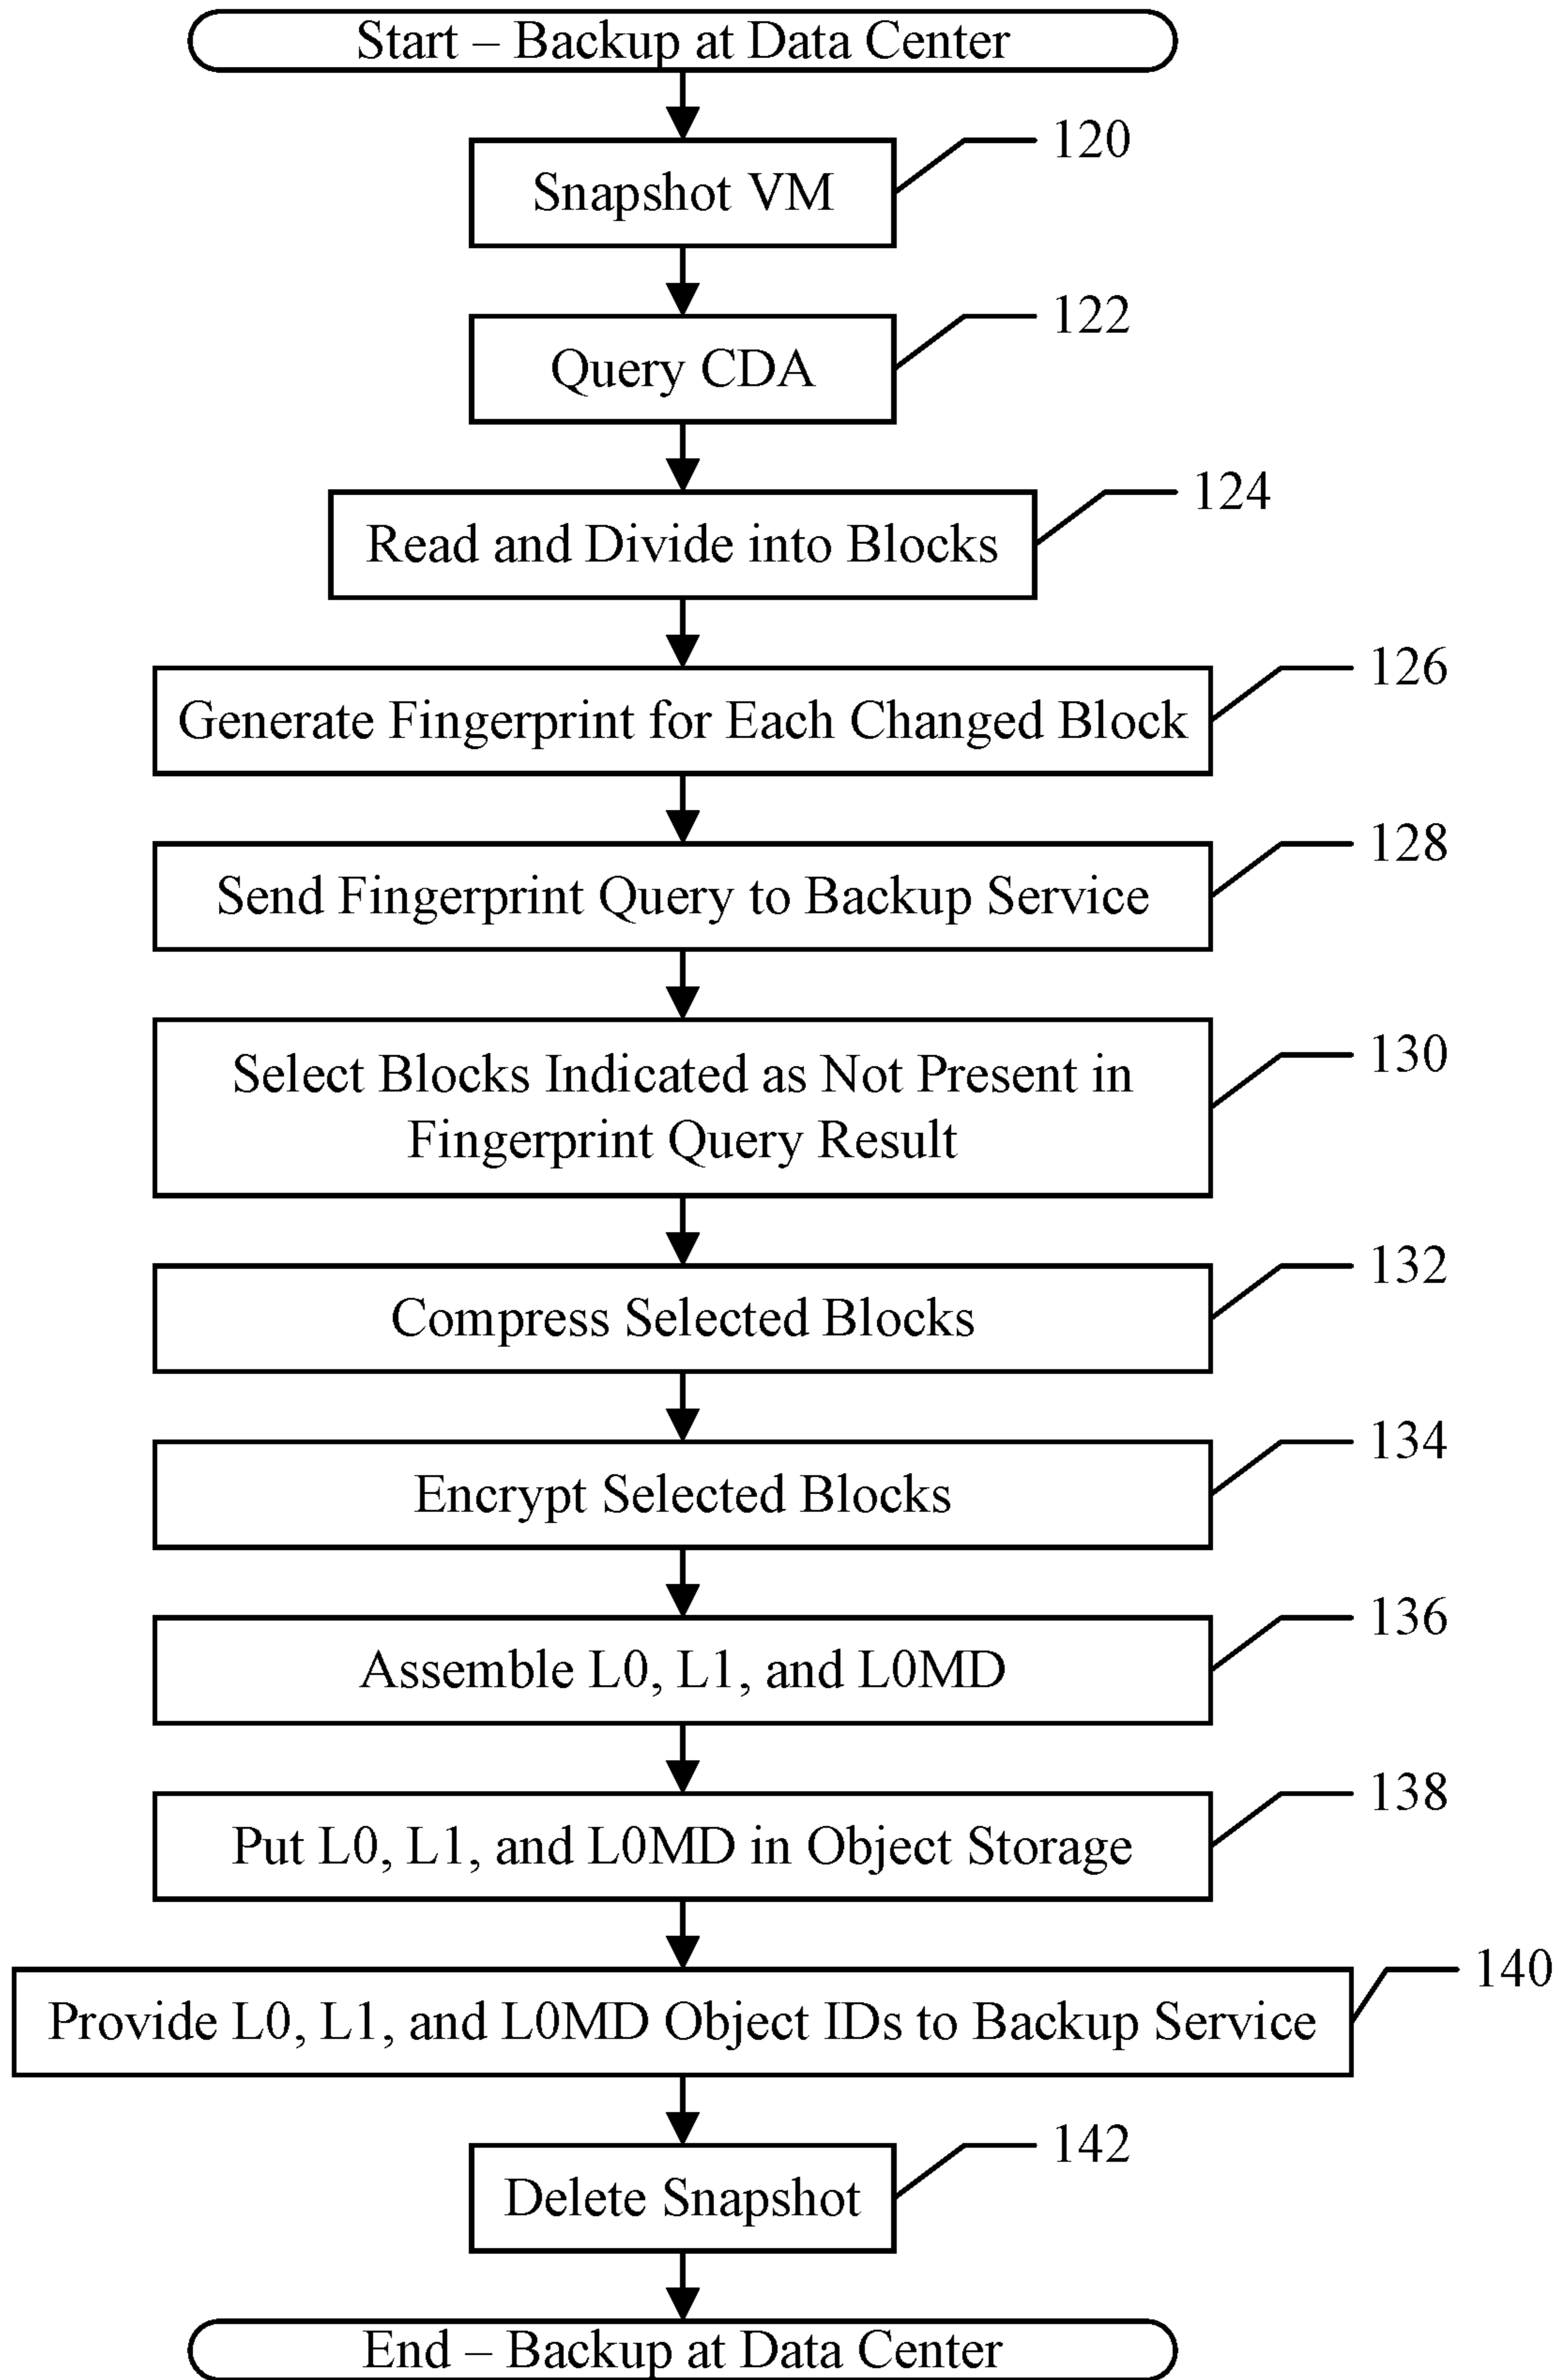 Start – Backup at Data Center
120
Snapshot VM
122
Query CDA
124
Read and Divide into Blocks
126
Generate Fingerprint for Each Changed Block
128
Send Fingerprint Query to Backup Service
130
Select Blocks Indicated as Not Present in
Fingerprint Query Result
132
Compress Selected Blocks
134
Encrypt Selected Blocks
136
Assemble L0, L1, and L0MD
138
Put L0, L1, and L0MD in Object Storage
140
Provide L0, L1, and L0MD Object IDs to Backup Service
142
Delete Snapshot
End – Backup at Data Center